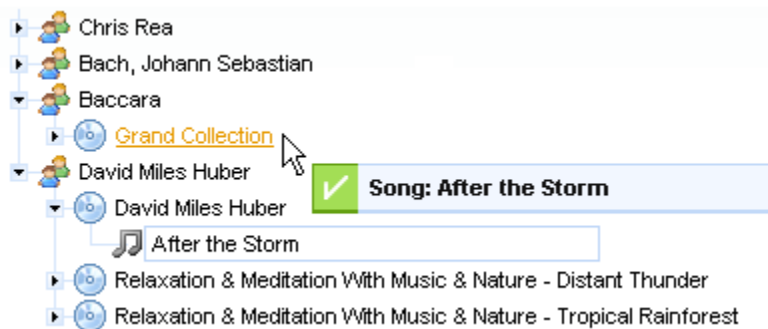 Chris Rea
Bach, Johann Sebastian
Baccara
Grand Collection
David Miles Huber
Song: After the Storm
David Miles Huber
After the Storm
Relaxation & Meditation With Music & Nature - Distant Thunder
Relaxation & Meditation With Music & Nature - Tropical Rainforest